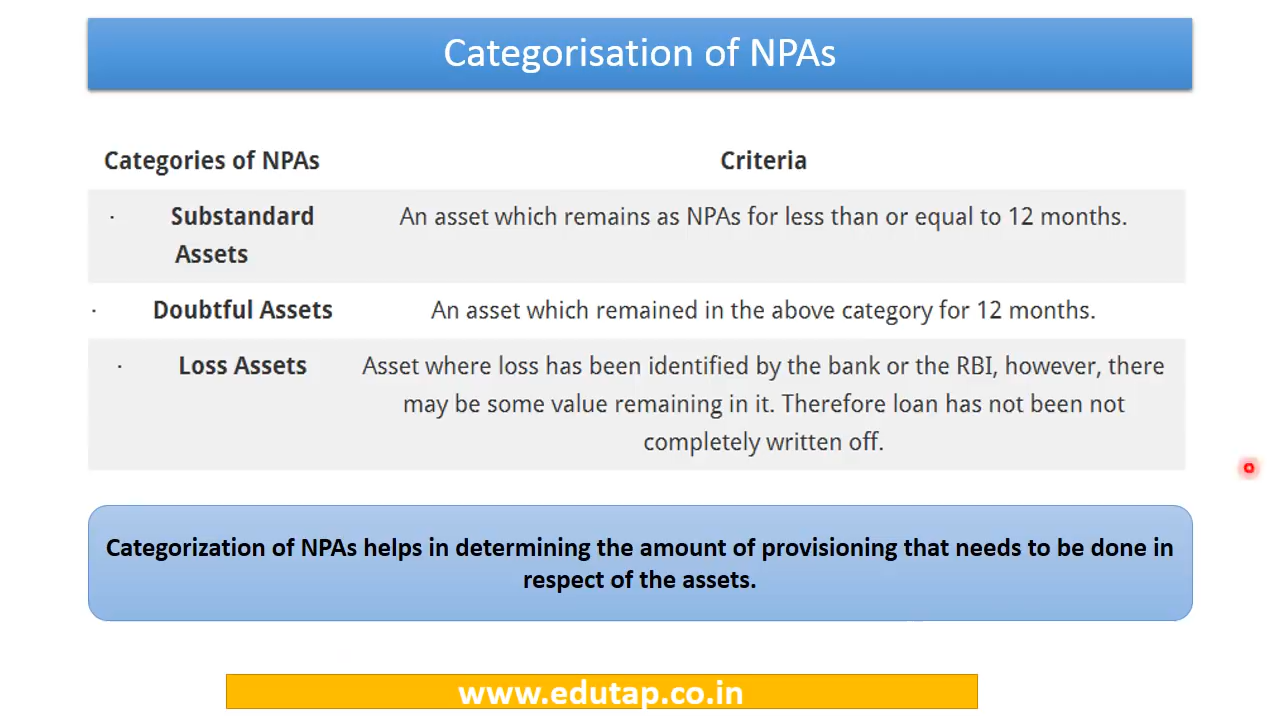 Categorisation of NPAs
Categories of NPAs Criteria
· Substandard An asset which remains as NPAs for less than or equal to 12 months.
Assets
· Doubtful Assets An asset which remained in the above category for 12 months.
· Loss Assets Asset where loss has been identified by the bank or the RBI, however, there
may be some value remaining in it. Therefore loan has not been not
completely written off.
Categorization of NPAs helps in determining the amount of provisioning that needs to be done in
respect of the assets.
www.edutap.co.in